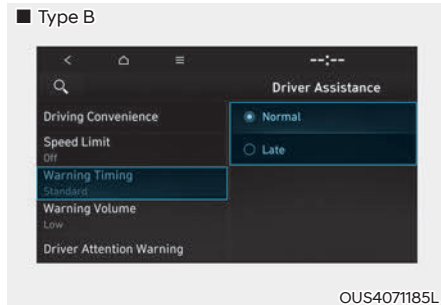 ■ Type B
--:--
Driver Assistance
Driving Convenience
Speed Limit
Off
Warning Timing
Standard
Warning Volume
Low
Driver Attention Warning
Normal
Late
OUS4071185L